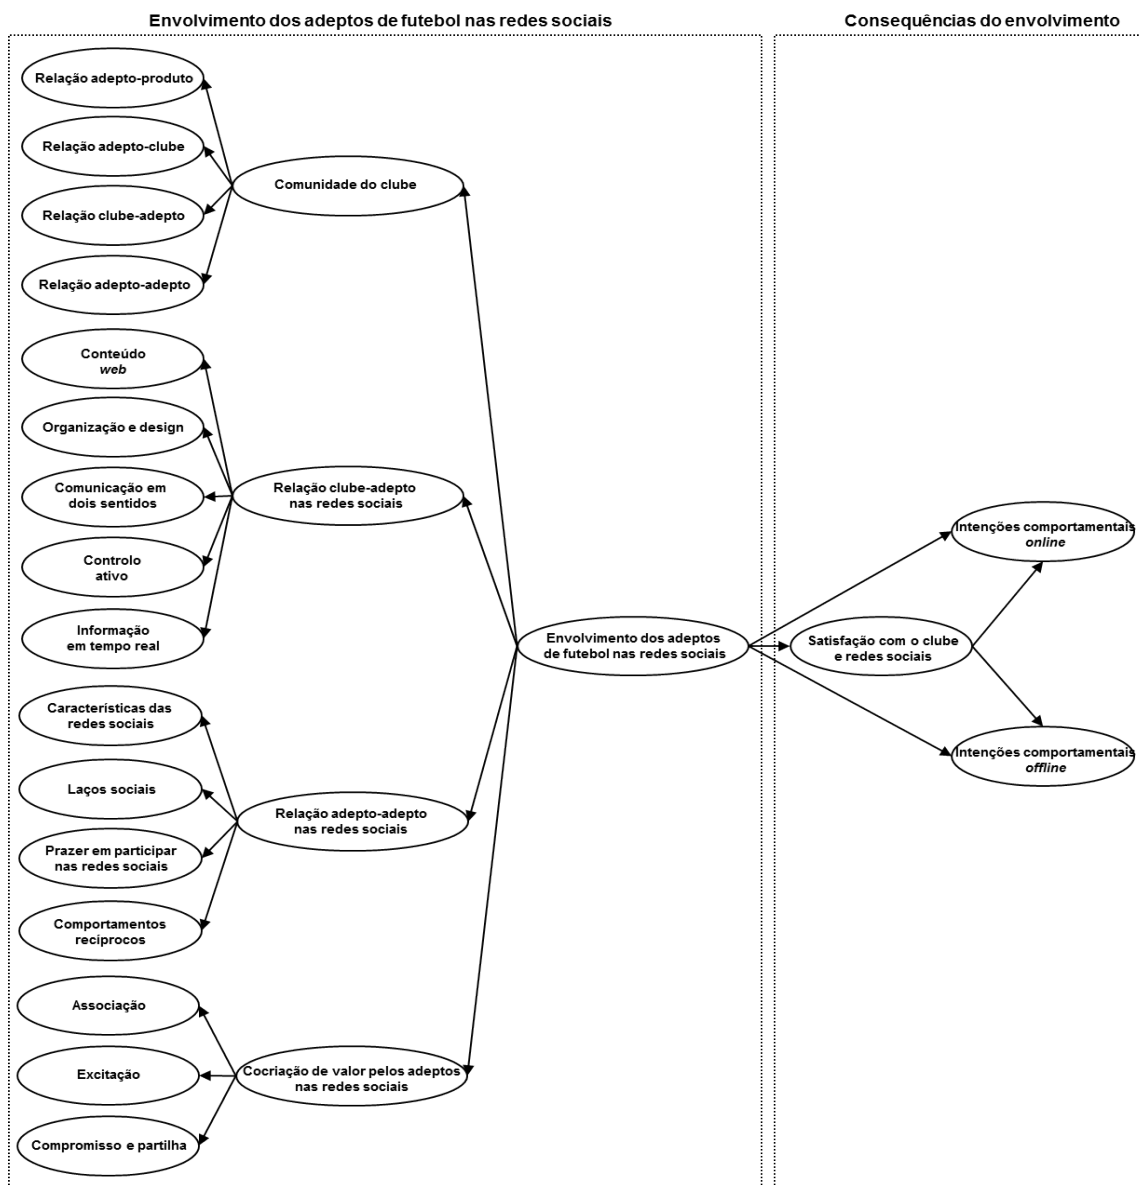 Envolvimento dos adeptos de futebol nas redes sociais
Consequências do envolvimento
Relação adepto-produto
Relação adepto-clube
Relação clube-adepto
Relação adepto-adepto
Comunidade do clube
Conteúdo
web
Organização e design
Comunicação em
dois sentidos
Controlo
ativo
Informação
em tempo real
Relação clube-adepto
nas redes sociais
Características das
redes sociais
Laços sociais
Prazer em participar
nas redes sociais
Comportamentos
recíprocos
Relação adepto-adepto
nas redes sociais
Associação
Excitação
Compromisso e partilha
Cocriação de valor pelos adeptos
nas redes sociais
Envolvimento dos adeptos
de futebol nas redes sociais
Satisfação com o clube
e redes sociais
Intenções comportamentais
online
Intenções comportamentais
offline